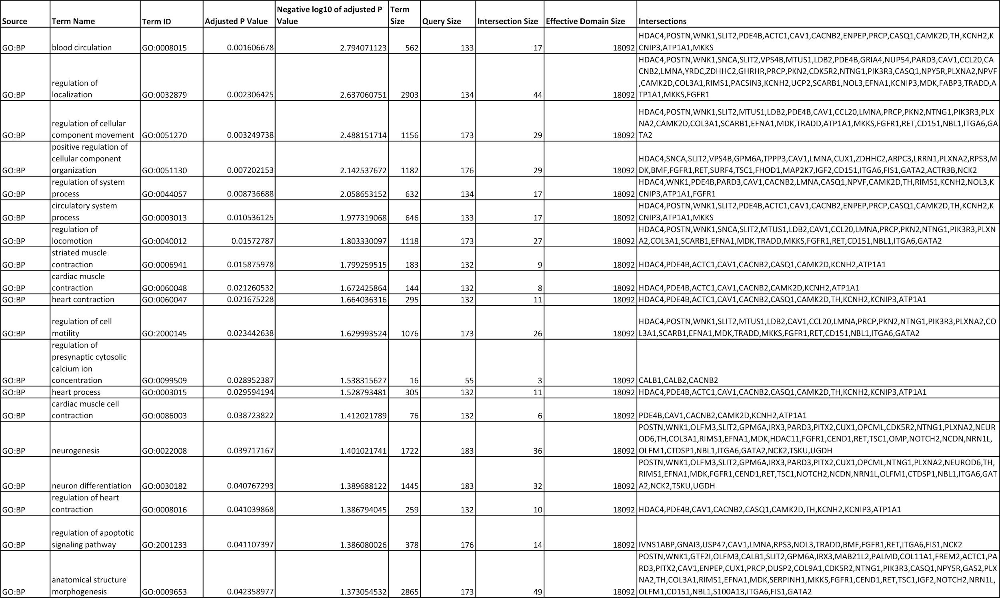 Source Term Name Term ID Adjusted P Value Negative log10 of adjusted P Value Term Size Query Size Intersection Size Effective Domain Size Intersections
GO:BP blood circulation GO:0008015 0.001606678 2.794071123 562 133 17 18092 HDAC4,POSTN,WNK1,SLIT2,PDE4B,ACTC1,CAV1,CACNB2,ENPEP,PRCP,CASQ1,CAMK2D,TH,KCNH2,K
CNIP3,ATP1A1,MKKS
GO:BP regulation of localization GO:0032879 0.002306425 2.637060751 2903 134 44 18092 HDAC4,POSTN,WNK1,SNCA,SLIT2,VPS4B,MTUS1,LDB2,PDE4B,GRIA4,NUP54,PARD3,CAV1,CCL20,CA
CNB2,LMNA,YRDC,ZDHHC2,GHRHR,PRCP,PKN2,CDK5R2,NTNG1,PIK3R3,CASQ1,NPY5R,PLXNA2,NPVF
,CAMK2D,COL3A1,RIMS1,PACSIN3,KCNH2,UCP2,SCARB1,NOL3,EFNA1,KCNIP3,MDK,FABP3,TRADD,A
TP1A1,MKKS,FGFR1
GO:BP regulation of cellular component movement GO:0051270 0.003249738 2.488151714 1156 173 29 18092 HDAC4,POSTN,WNK1,SLIT2,MTUS1,LDB2,PDE4B,CAV1,CCL20,LMNA,PRCP,PKN2,NTNG1,PIK3R3,PLX
NA2,CAMK2D,COL3A1,SCARB1,EFNA1,MDK,TRADD,ATP1A1,MKKS,FGFR1,RET,CD151,NBL1,ITGA6,GA
TA2
GO:BP positive regulation of cellular component organization GO:0051130 0.007202153 2.142537672 1182 176 29 18092 HDAC4,SNCA,SLIT2,VPS4B,GPM6A,TPPP3,CAV1,LMNA,CUX1,ZDHHC2,ARPC3,LRRN1,PLXNA2,RPS3,M
DK,BMF,FGFR1,RET,SURF4,TSC1,FHOD1,MAP2K7,IGF2,CD151,ITGA6,FIS1,GATA2,ACTR3B,NCK2
GO:BP regulation of system process GO:0044057 0.008736688 2.058653152 632 134 17 18092 HDAC4,WNK1,PDE4B,PARD3,CAV1,CACNB2,LMNA,CASQ1,NPVF,CAMK2D,TH,RIMS1,KCNH2,NOL3,K
CNIP3,ATP1A1,FGFR1
GO:BP circulatory system process GO:0003013 0.010536125 1.977319068 646 133 17 18092 HDAC4,POSTN,WNK1,SLIT2,PDE4B,ACTC1,CAV1,CACNB2,ENPEP,PRCP,CASQ1,CAMK2D,TH,KCNH2,K
CNIP3,ATP1A1,MKKS
GO:BP regulation of locomotion GO:0040012 0.01572787 1.803330097 1118 173 27 18092 HDAC4,POSTN,WNK1,SNCA,SLIT2,MTUS1,LDB2,CAV1,CCL20,LMNA,PRCP,PKN2,NTNG1,PIK3R3,PLXN
A2,COL3A1,SCARB1,EFNA1,MDK,TRADD,MKKS,FGFR1,RET,CD151,NBL1,ITGA6,GATA2
GO:BP striated muscle contraction GO:0006941 0.015875978 1.799259515 183 132 9 18092 HDAC4,PDE4B,ACTC1,CAV1,CACNB2,CASQ1,CAMK2D,KCNH2,ATP1A1
GO:BP cardiac muscle contraction GO:0060048 0.021260532 1.672425864 144 132 8 18092 HDAC4,PDE4B,ACTC1,CAV1,CACNB2,CAMK2D,KCNH2,ATP1A1
GO:BP heart contraction GO:0060047 0.021675228 1.664036316 295 132 11 18092 HDAC4,PDE4B,ACTC1,CAV1,CACNB2,CASQ1,CAMK2D,TH,KCNH2,KCNIP3,ATP1A1
GO:BP regulation of cell motility GO:2000145 0.023442638 1.629993524 1076 173 26 18092 HDAC4,POSTN,WNK1,SLIT2,MTUS1,LDB2,CAV1,CCL20,LMNA,PRCP,PKN2,NTNG1,PIK3R3,PLXNA2,CO
L3A1,SCARB1,EFNA1,MDK,TRADD,MKKS,FGFR1,RET,CD151,NBL1,ITGA6,GATA2
GO:BP regulation of presynaptic cytosolic calcium ion concentration GO:0099509 0.028952387 1.538315627 16 55 3 18092 CALB1,CALB2,CACNB2
GO:BP heart process GO:0003015 0.029594194 1.528793481 305 132 11 18092 HDAC4,PDE4B,ACTC1,CAV1,CACNB2,CASQ1,CAMK2D,TH,KCNH2,KCNIP3,ATP1A1
GO:BP cardiac muscle cell contraction GO:0086003 0.038723822 1.412021789 76 132 6 18092 PDE4B,CAV1,CACNB2,CAMK2D,KCNH2,ATP1A1
GO:BP neurogenesis GO:0022008 0.039717167 1.401021741 1722 183 36 18092 POSTN,WNK1,OLFM3,SLIT2,GPM6A,IRX3,PARD3,PITX2,CUX1,OPCML,CDK5R2,NTNG1,PLXNA2,NEUR
OD6,TH,COL3A1,RIMS1,EFNA1,MDK,HDAC11,FGFR1,CEND1,RET,TSC1,OMP,NOTCH2,NCDN,NRN1L,
OLFM1,CTDSP1,NBL1,ITGA6,GATA2,NCK2,TSKU,UGDH
GO:BP neuron differentiation GO:0030182 0.040767293 1.389688122 1445 183 32 18092 POSTN,WNK1,OLFM3,SLIT2,GPM6A,IRX3,PARD3,PITX2,CUX1,OPCML,NTNG1,PLXNA2,NEUROD6,TH,
RIMS1,EFNA1,MDK,FGFR1,CEND1,RET,TSC1,NOTCH2,NCDN,NRN1L,OLFM1,CTDSP1,NBL1,ITGA6,GAT
A2,NCK2,TSKU,UGDH
GO:BP regulation of heart contraction GO:0008016 0.041039868 1.386794045 259 132 10 18092 HDAC4,PDE4B,CAV1,CACNB2,CASQ1,CAMK2D,TH,KCNH2,KCNIP3,ATP1A1
GO:BP regulation of apoptotic signaling pathway GO:2001233 0.041107397 1.386080026 378 176 14 18092 IVNS1ABP,GNAI3,USP47,CAV1,LMNA,RPS3,NOL3,TRADD,BMF,FGFR1,RET,ITGA6,FIS1,NCK2
GO:BP anatomical structure morphogenesis GO:0009653 0.042358977 1.373054532 2865 173 49 18092 POSTN,WNK1,GTF2I,OLFM3,CALB1,SLIT2,GPM6A,IRX3,MAB21L2,PALMD,COL11A1,FREM2,ACTC1,PA
RD3,PITX2,CAV1,ENPEP,CUX1,PRCP,DUSP2,COL9A1,CDK5R2,NTNG1,PIK3R3,CASQ1,NPY5R,GAS2,PLX
NA2,TH,COL3A1,RIMS1,EFNA1,MDK,SERPINH1,MKKS,FGFR1,CEND1,RET,TSC1,IGF2,NOTCH2,NRN1L,
OLFM1,CD151,NBL1,S100A13,ITGA6,FIS1,GATA2